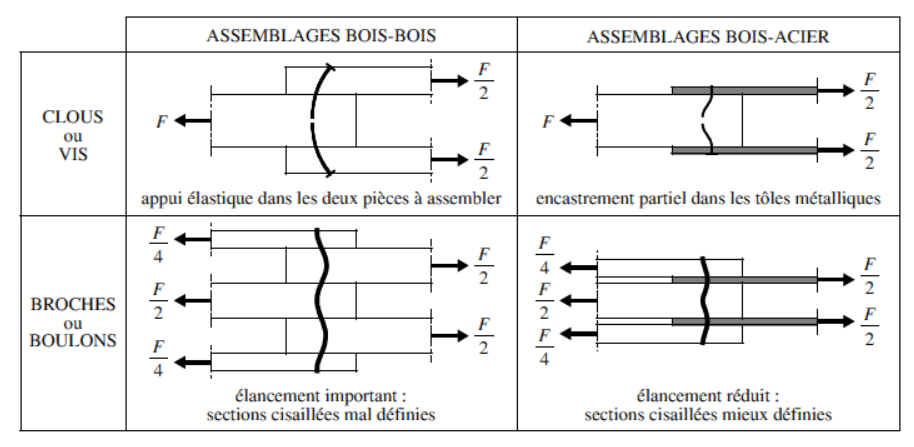 ASSEMBLAGES BOIS-BOIS
ASSEMBLAGES BOIS-ACIER
CLOUS
ou
VIS
F
F
2
F
2
appui élastique dans les deux pièces à assembler
F
F
2
F
2
encastrement partiel dans les tôles métalliques
BROCHES
ou
BOULONS
F
4
F
2
F
4
F
2
F
2
élancement important :
sections cisaillées mal définies
F
4
F
2
F
4
F
2
F
2
élancement réduit :
sections cisaillées mieux définies